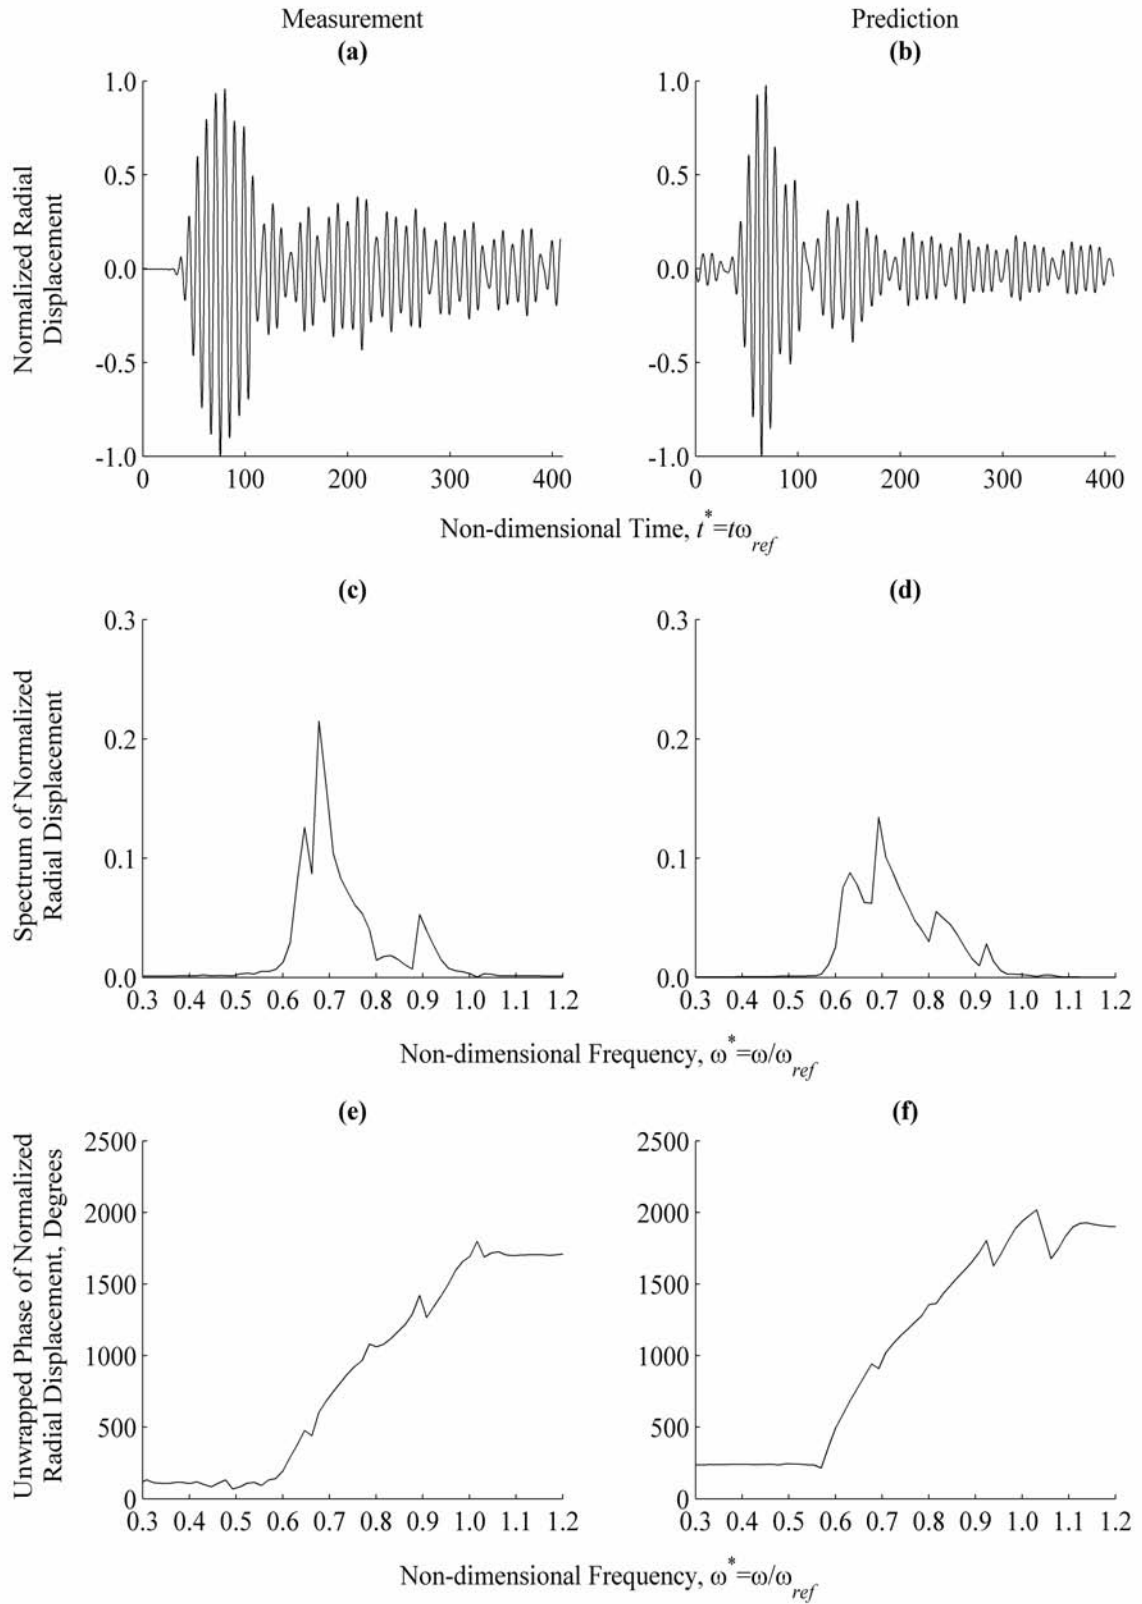 Measurement
Prediction
(a)
(b)
Normalized Radial
Displacement
1.0
0.5
0.0
-0.5
-1.0
0 100 200 300 400
1.0
0.5
0.0
-0.5
-1.0
0 100 200 300 400
Non-dimensional Time, t*=tωref
(c)
(d)
Spectrum of Normalized
Radial Displacement
0.3
0.2
0.1
0.0
0.3 0.4 0.5 0.6 0.7 0.8 0.9 1.0 1.1 1.2
0.3
0.2
0.1
0.0
0.3 0.4 0.5 0.6 0.7 0.8 0.9 1.0 1.1 1.2
Non-dimensional Frequency, ω*=ω/ωref
(e)
(f)
Unwrapped Phase of Normalized
Radial Displacement, Degrees
2500
2000
1500
1000
500
0
0.3 0.4 0.5 0.6 0.7 0.8 0.9 1.0 1.1 1.2
2500
2000
1500
1000
500
0
0.3 0.4 0.5 0.6 0.7 0.8 0.9 1.0 1.1 1.2
Non-dimensional Frequency, ω*=ω/ωref